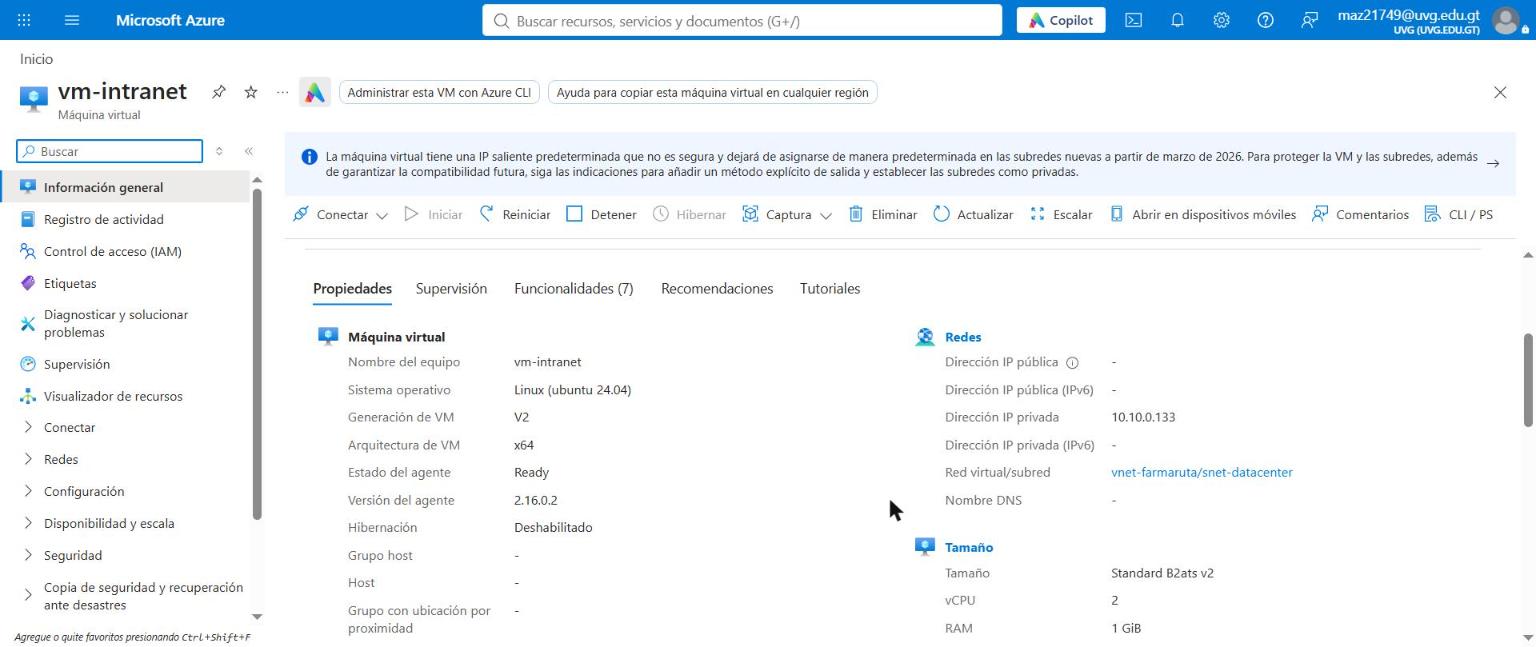 Microsoft Azure
Buscar recursos, servicios y documentos (G+/)
Copilot
maz21749@uvg.edu.gt
UVG (UVG.EDU.GT)
Inicio
vm-intranet
Máquina virtual
Administrar esta VM con Azure CLI
Ayuda para copiar esta máquina virtual en cualquier región
Buscar
Información general
Registro de actividad
Control de acceso (IAM)
Etiquetas
Diagnosticar y solucionar
problemas
Supervisión
Visualizador de recursos
Conectar
Redes
Configuración
Disponibilidad y escala
Seguridad
Copia de seguridad y recuperación
ante desastres
Agregue o quite favoritos presionando Ctrl+Shift+F
La máquina virtual tiene una IP saliente predeterminada que no es segura y dejará de asignarse de manera predeterminada en las subredes nuevas a partir de marzo de 2026. Para proteger la VM y las subredes, además
de garantizar la compatibilidad futura, siga las indicaciones para añadir un método explícito de salida y establecer las subredes como privadas.
Conectar Iniciar Reiniciar Detener Hibernar Captura Eliminar Actualizar Escalar Abrir en dispositivos móviles Comentarios CLI / PS
Propiedades Supervisión Funcionalidades (7) Recomendaciones Tutoriales
Máquina virtual
Nombre del equipo vm-intranet
Sistema operativo Linux (ubuntu 24.04)
Generación de VM V2
Arquitectura de VM x64
Estado del agente Ready
Versión del agente 2.16.0.2
Hibernación Deshabilitado
Grupo host -
Host -
Grupo con ubicación por -
proximidad
Redes
Dirección IP pública -
Dirección IP pública (IPv6) -
Dirección IP privada 10.10.0.133
Dirección IP privada (IPv6) -
Red virtual/subred vnet-farmaruta/snet-datacenter
Nombre DNS -
Tamaño
Tamaño Standard B2ats v2
vCPU 2
RAM 1 GiB